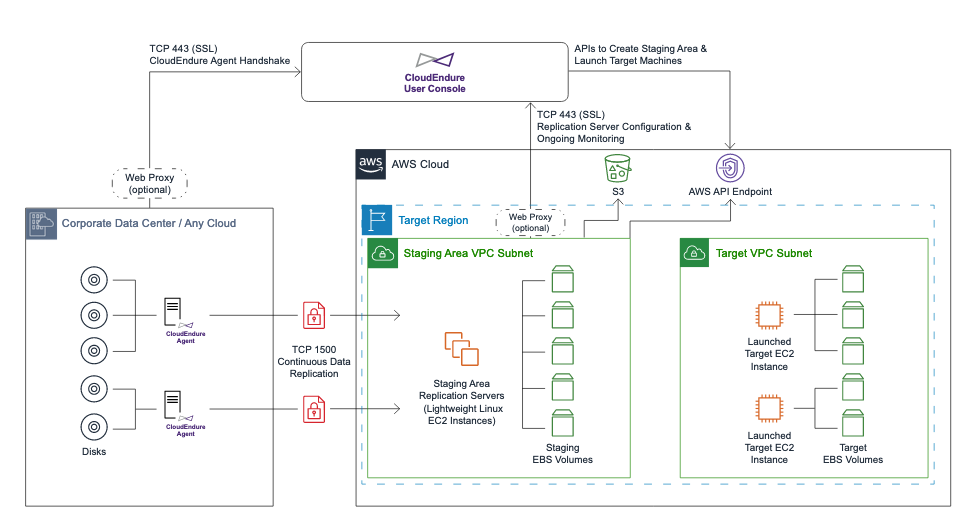 TCP 443 (SSL)
CloudEndure Agent Handshake
CloudEndure
User Console
APIs to Create Staging Area &
Launch Target Machines
TCP 443 (SSL)
Replication Server Configuration &
Ongoing Monitoring
Web Proxy
(optional)
aws
AWS Cloud
S3
AWS API Endpoint
Corporate Data Center / Any Cloud
Target Region
Web Proxy
(optional)
Staging Area VPC Subnet
Target VPC Subnet
CloudEndure
Agent
TCP 1500
Continuous Data
Replication
CloudEndure
Agent
Disks
Staging Area
Replication Servers
(Lightweight Linux
EC2 Instances)
Staging
EBS Volumes
Launched
Target EC2
Instance
Launched
Target EC2
Instance
Target
EBS Volumes